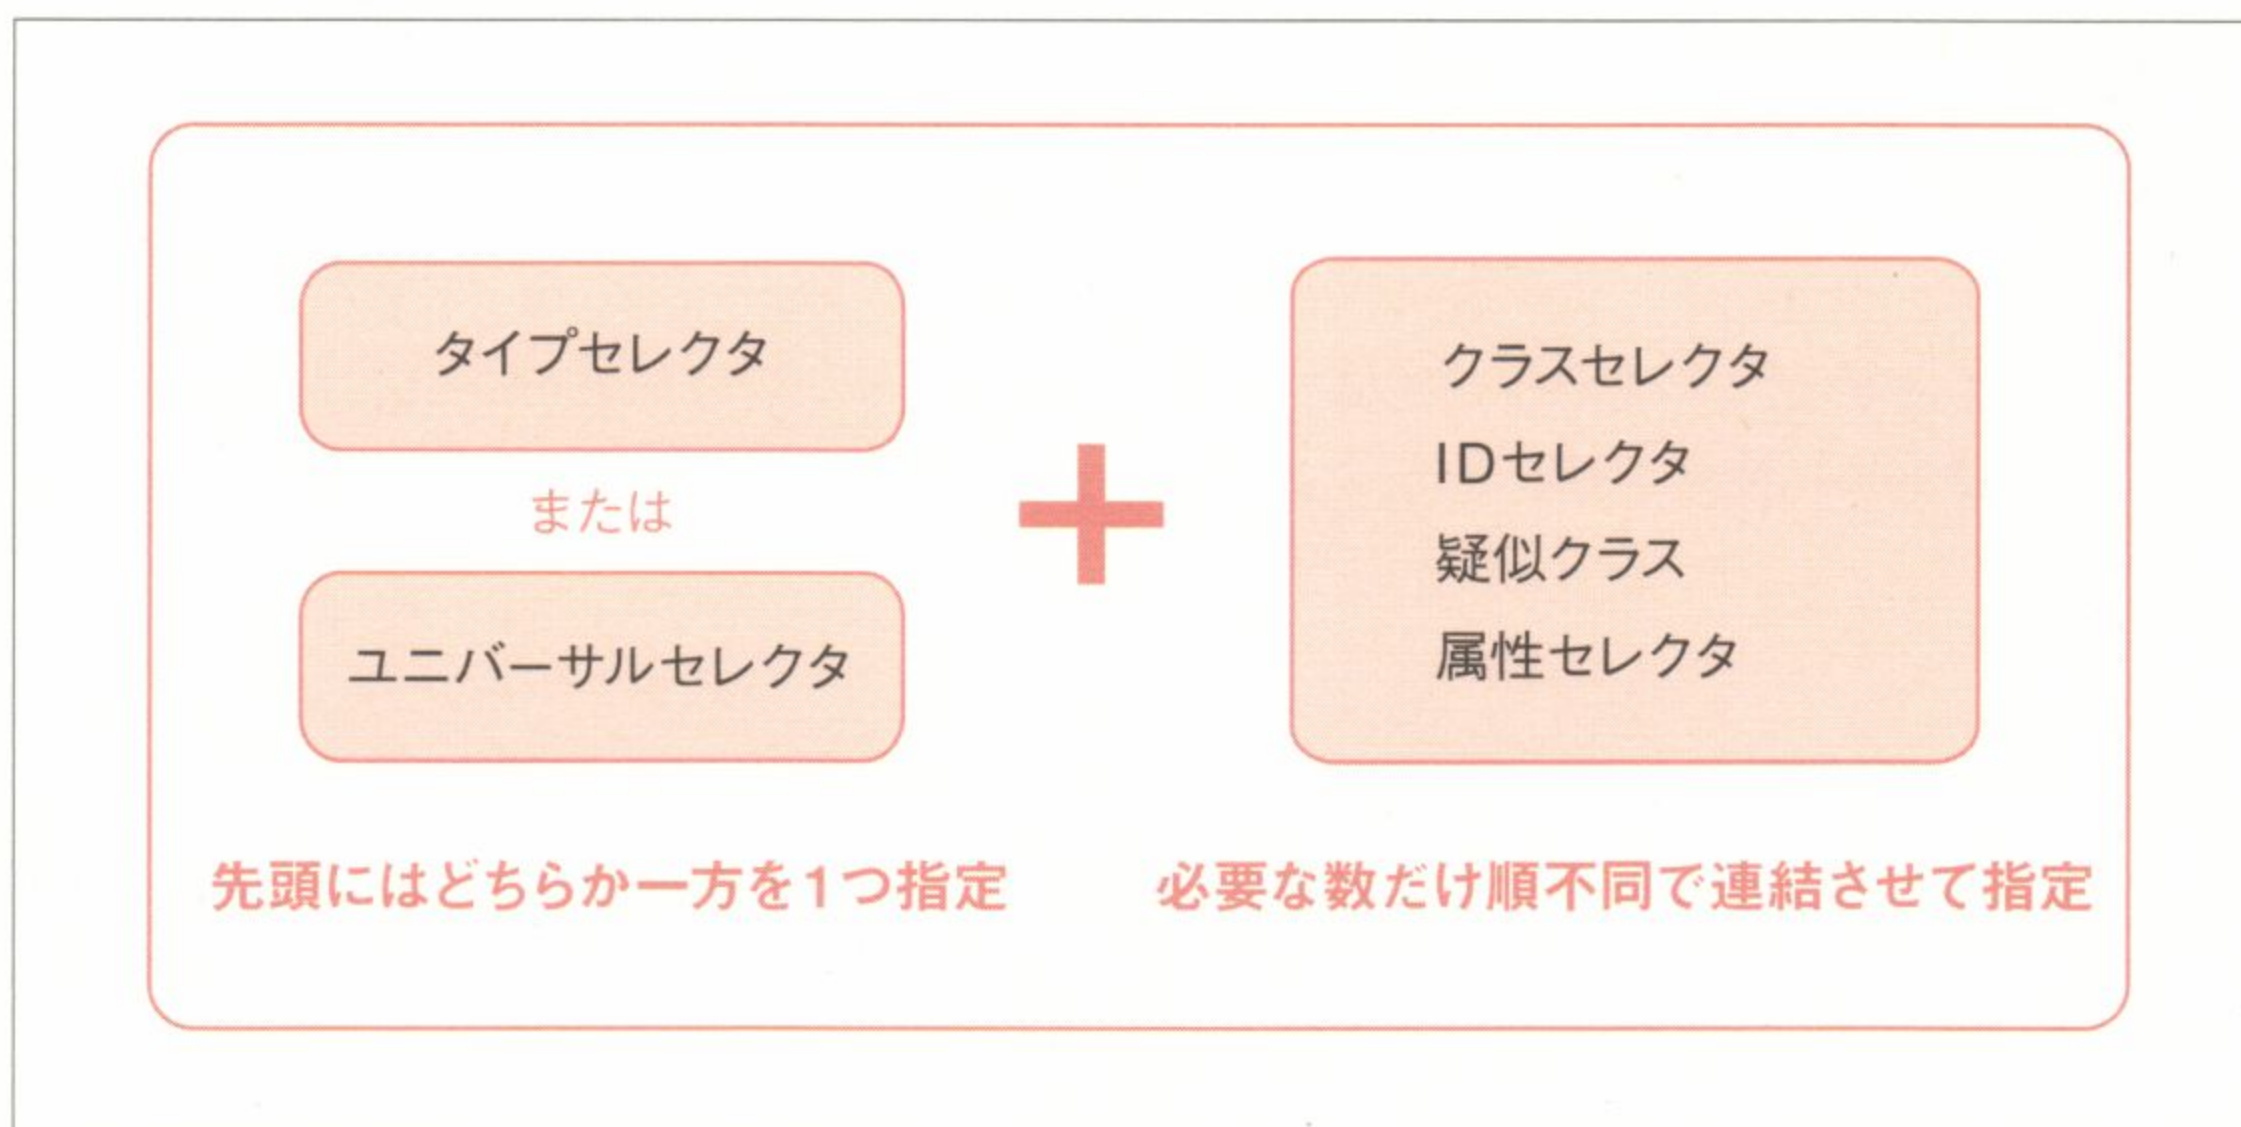 タイプセレクタ
または
ユニバーサルセレクタ
+
クラスセレクタ
IDセレクタ
疑似クラス
属性セレクタ
先頭にはどちらか一方を1つ指定
必要な数だけ順不同で連結させて指定